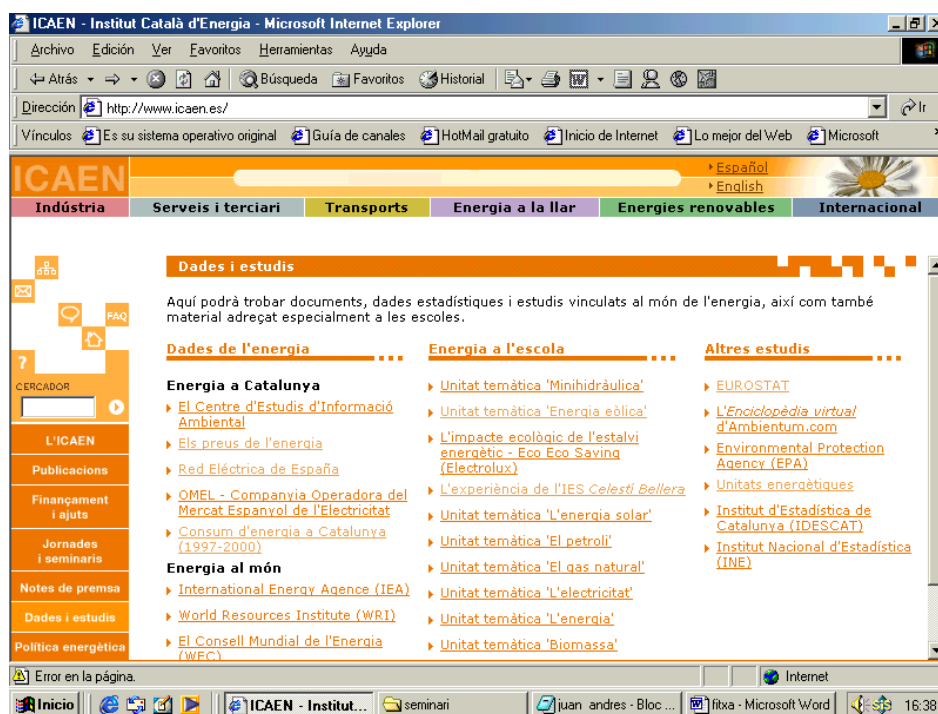 ICAEN - Institut Català d'Energia - Microsoft Internet Explorer
Archivo Edición Ver Favoritos Herramientas Ayuda
Atrás Búsqueda Favoritos Historial
Dirección http://www.icaen.es/ Ir
Vínculos Es su sistema operativo original Guía de canales HotMail gratuito Inicio de Internet Lo mejor del Web Microsoft
ICAEN
Español
English
Indústria Serveis i terciari Transports Energia a la llar Energies renovables Internacional
FAQ
?
CERCADOR
L'ICAEN
Publicacions
Finançament
i ajuts
Jornades
i seminaris
Notes de premsa
Dades i estudis
Política energètica
Dades i estudis
Aquí podrà trobar documents, dades estadístiques i estudis vinculats al món de l'energia, així com també
material adreçat especialment a les escoles.
Dades de l'energia
Energia a Catalunya
El Centre d'Estudis d'Informació
Ambiental
Els preus de l'energia
Red Eléctrica de España
OMEL - Companyia Operadora del
Mercat Espanyol de l'Electricitat
Consum d'energia a Catalunya
(1997-2000)
Energia al món
International Energy Agence (IEA)
World Resources Institute (WRI)
El Consell Mundial de l'Energia
(WEC)
Energia a l'escola
Unitat temàtica 'Minihidràulica'
Unitat temàtica 'Energia eòlica'
L'impacte ecològic de l'estalvi
energètic - Eco Eco Saving
(Electrolux)
L'experiència de l'IES Celestí Bellera
Unitat temàtica 'L'energia solar'
Unitat temàtica 'El petroli'
Unitat temàtica 'El gas natural'
Unitat temàtica 'L'electricitat'
Unitat temàtica 'L'energia'
Unitat temàtica 'Biomassa'
Altres estudis
EUROSTAT
L'Enciclopèdia virtual
d'Ambientum.com
Environmental Protection
Agency (EPA)
Unitats energètiques
Institut d'Estadística de
Catalunya (IDESCAT)
Institut Nacional d'Estadística
(INE)
Error en la página. Internet
Inicio ICAEN - Institut... seminari juan andres - Bloc ... fitxa - Microsoft Word 16:38